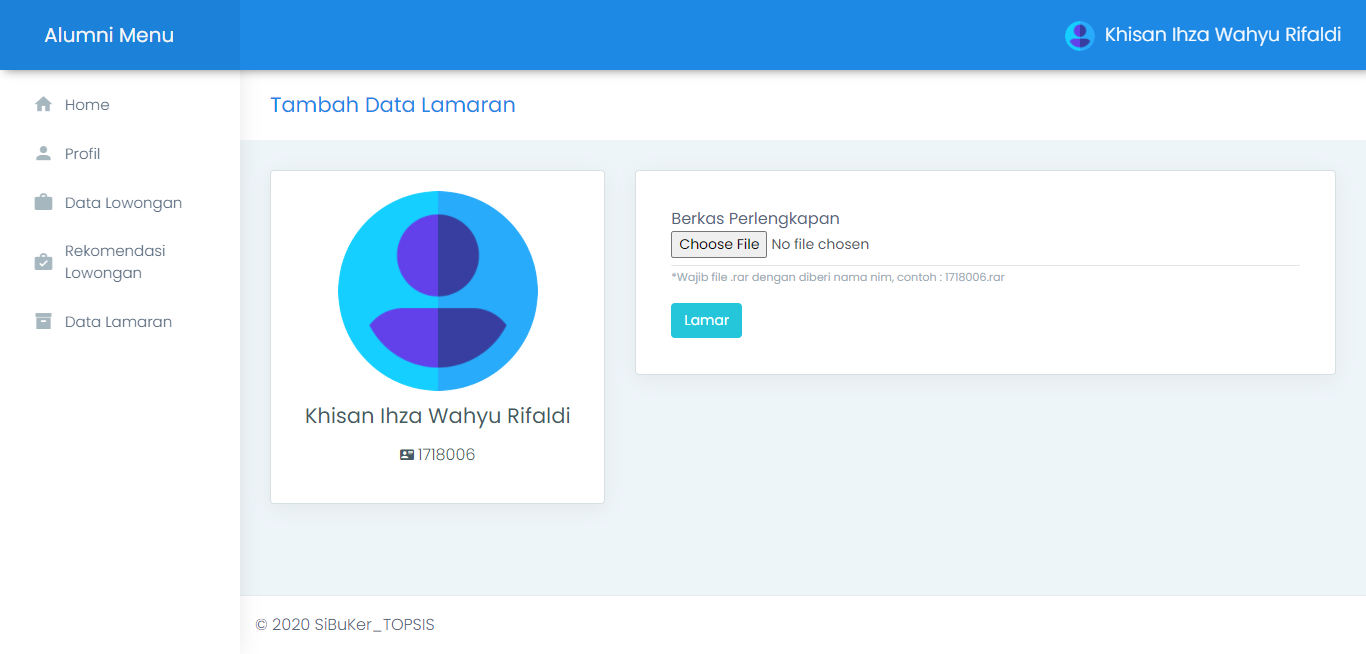 Alumni Menu
Khisan Ihza Wahyu Rifaldi
Home
Profil
Data Lowongan
Rekomendasi
Lowongan
Data Lamaran
Tambah Data Lamaran
Khisan Ihza Wahyu Rifaldi
1718006
Berkas Perlengkapan
Choose File No file chosen
*Wajib file .rar dengan diberi nama nim, contoh : 1718006.rar
Lamar
© 2020 SiBuKer_TOPSIS